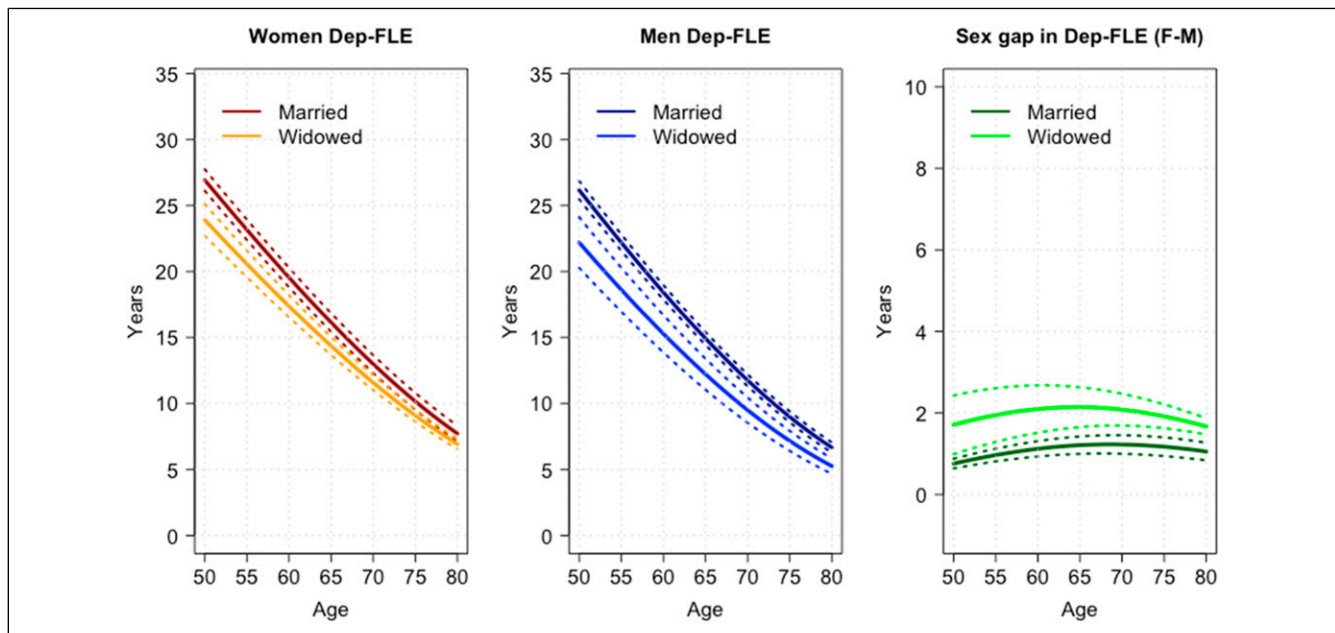 Women Dep-FLE
Men Dep-FLE
Sex gap in Dep-FLE (F-M)
Years
35
30
25
20
15
10
5
0
Married
Widowed
50 55 60 65 70 75 80
Age
Years
35
30
25
20
15
10
5
0
Married
Widowed
50 55 60 65 70 75 80
Age
Years
10
8
6
4
2
0
Married
Widowed
50 55 60 65 70 75 80
Age